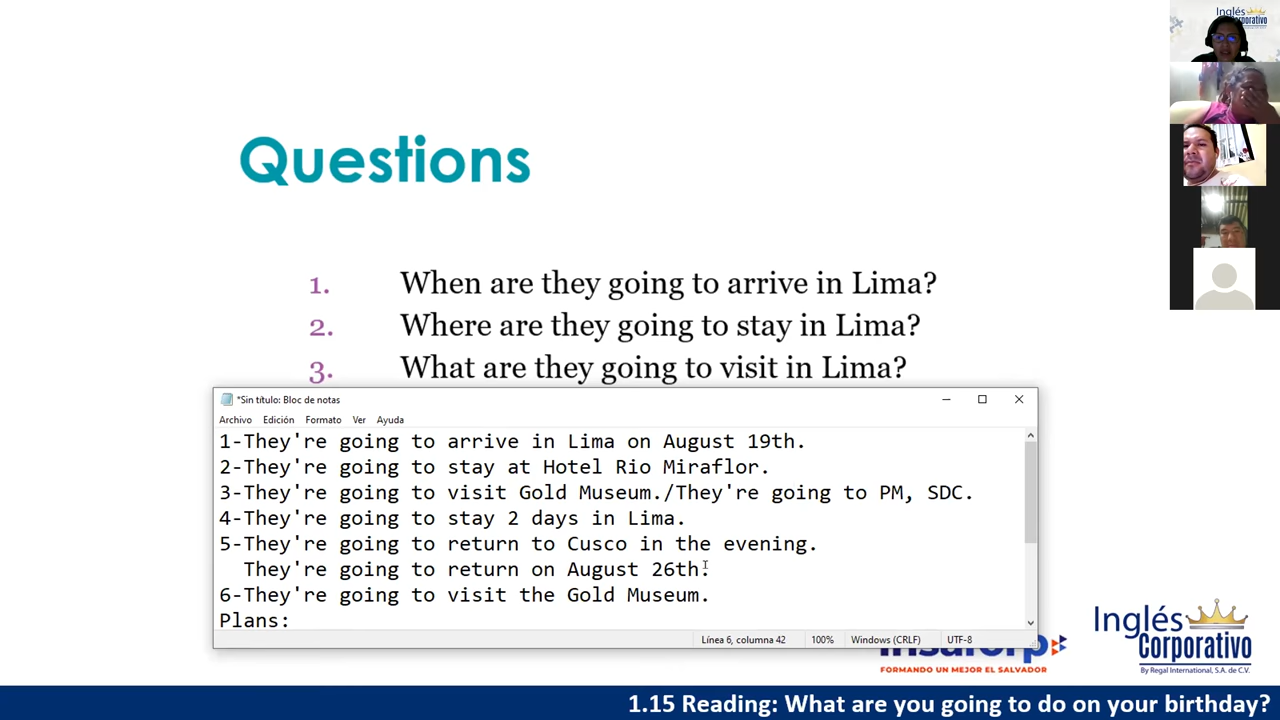 Inglés
Corporativo
Questions
1. When are they going to arrive in Lima?
2. Where are they going to stay in Lima?
3. What are they going to visit in Lima?
*Sin título: Bloc de notas
Archivo Edición Formato Ver Ayuda
1-They're going to arrive in Lima on August 19th.
2-They're going to stay at Hotel Rio Miraflor.
3-They're going to visit Gold Museum./They're going to PM, SDC.
4-They're going to stay 2 days in Lima.
5-They're going to return to Cusco in the evening.
They're going to return on August 26th.
6-They're going to visit the Gold Museum.
Plans:
Línea 6, columna 42 100% Windows (CRLF) UTF-8
FORMANDO UN MEJOR EL SALVADOR
Inglés
Corporativo
By Regal International, S.A. de C.V.
1.15 Reading: What are you going to do on your birthday?